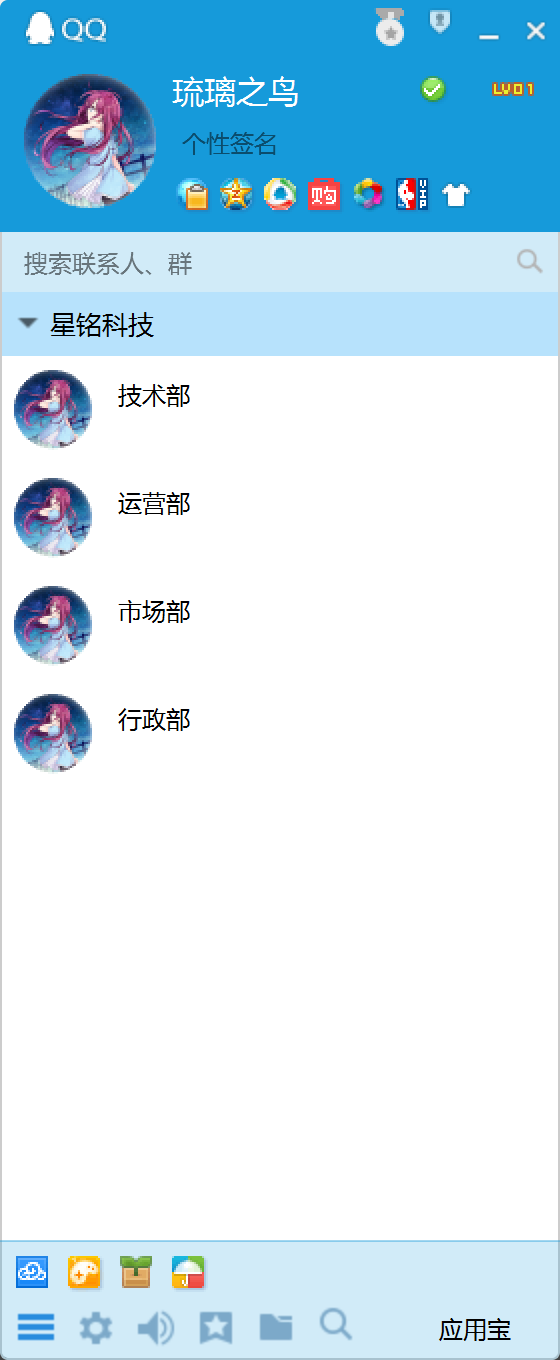 QQ
琉璃之鸟
LV01
个性签名
购
VIP
搜索联系人、群
星铭科技
技术部
运营部
市场部
行政部
应用宝